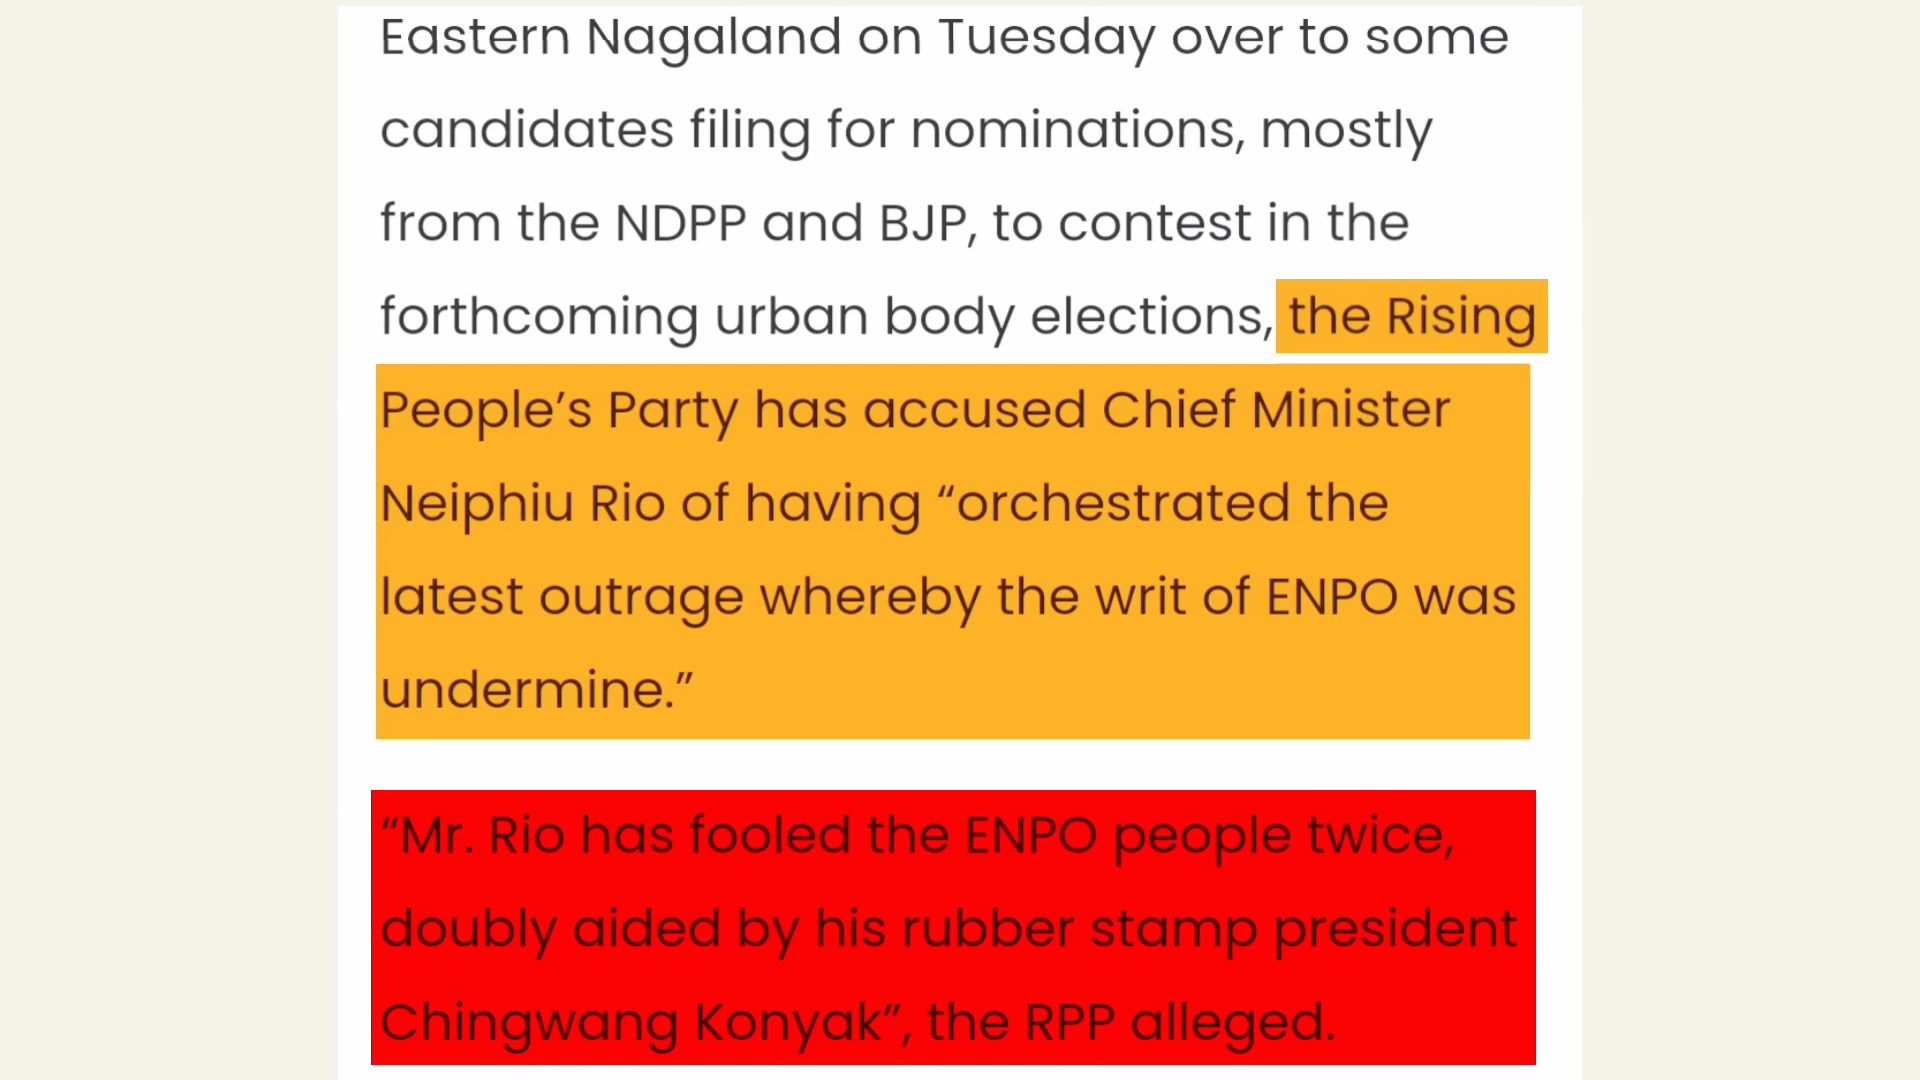 Eastern Nagaland on Tuesday over to some
candidates filing for nominations, mostly
from the NDPP and BJP, to contest in the
forthcoming urban body elections, the Rising
People’s Party has accused Chief Minister
Neiphiu Rio of having “orchestrated the
latest outrage whereby the writ of ENPO was
undermine.”
“Mr. Rio has fooled the ENPO people twice,
doubly aided by his rubber stamp president
Chingwang Konyak”, the RPP alleged.